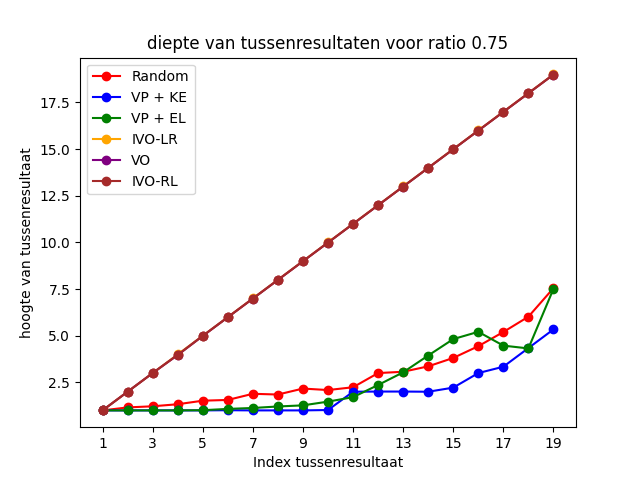 diepte van tussenresultaten voor ratio 0.75
Random
VP + KE
VP + EL
IVO-LR
VO
IVO-RL
hoogte van tussenresultaat
17.5
15.0
12.5
10.0
7.5
5.0
2.5
1 3 5 7 9 11 13 15 17 19
Index tussenresultaat